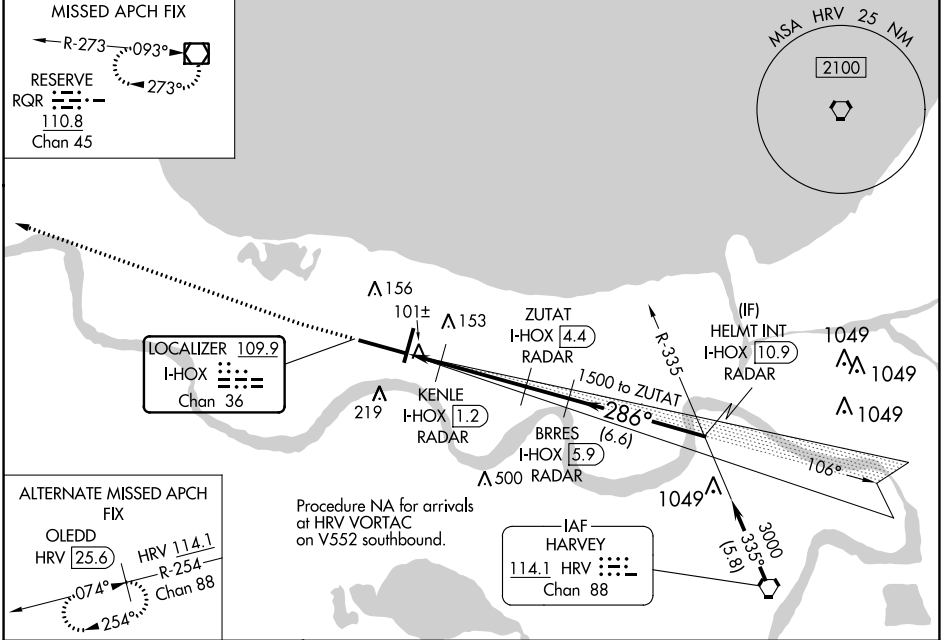 MISSED APCH FIX
R-273
093°
273°
RESERVE
RQR
110.8
Chan 45
MSA HRV 25 NM
2100
156
101±
153
ZUTAT
I-HOX 4.4
RADAR
R-335
(IF)
HELMT INT
I-HOX 10.9
RADAR
1049
1049
1049
LOCALIZER 109.9
I-HOX
Chan 36
219
KENLE
I-HOX 1.2
RADAR
1500 to ZUTAT
286°
(6.6)
BRRES
I-HOX 5.9
RADAR
500
106°
1049
ALTERNATE MISSED APCH
FIX
OLEDD
HRV 25.6
HRV 114.1
R-254
Chan 88
074°
254°
Procedure NA for arrivals
at HRV VORTAC
on V552 southbound.
IAF
HARVEY
114.1 HRV
Chan 88
3000
335°
(5.8)